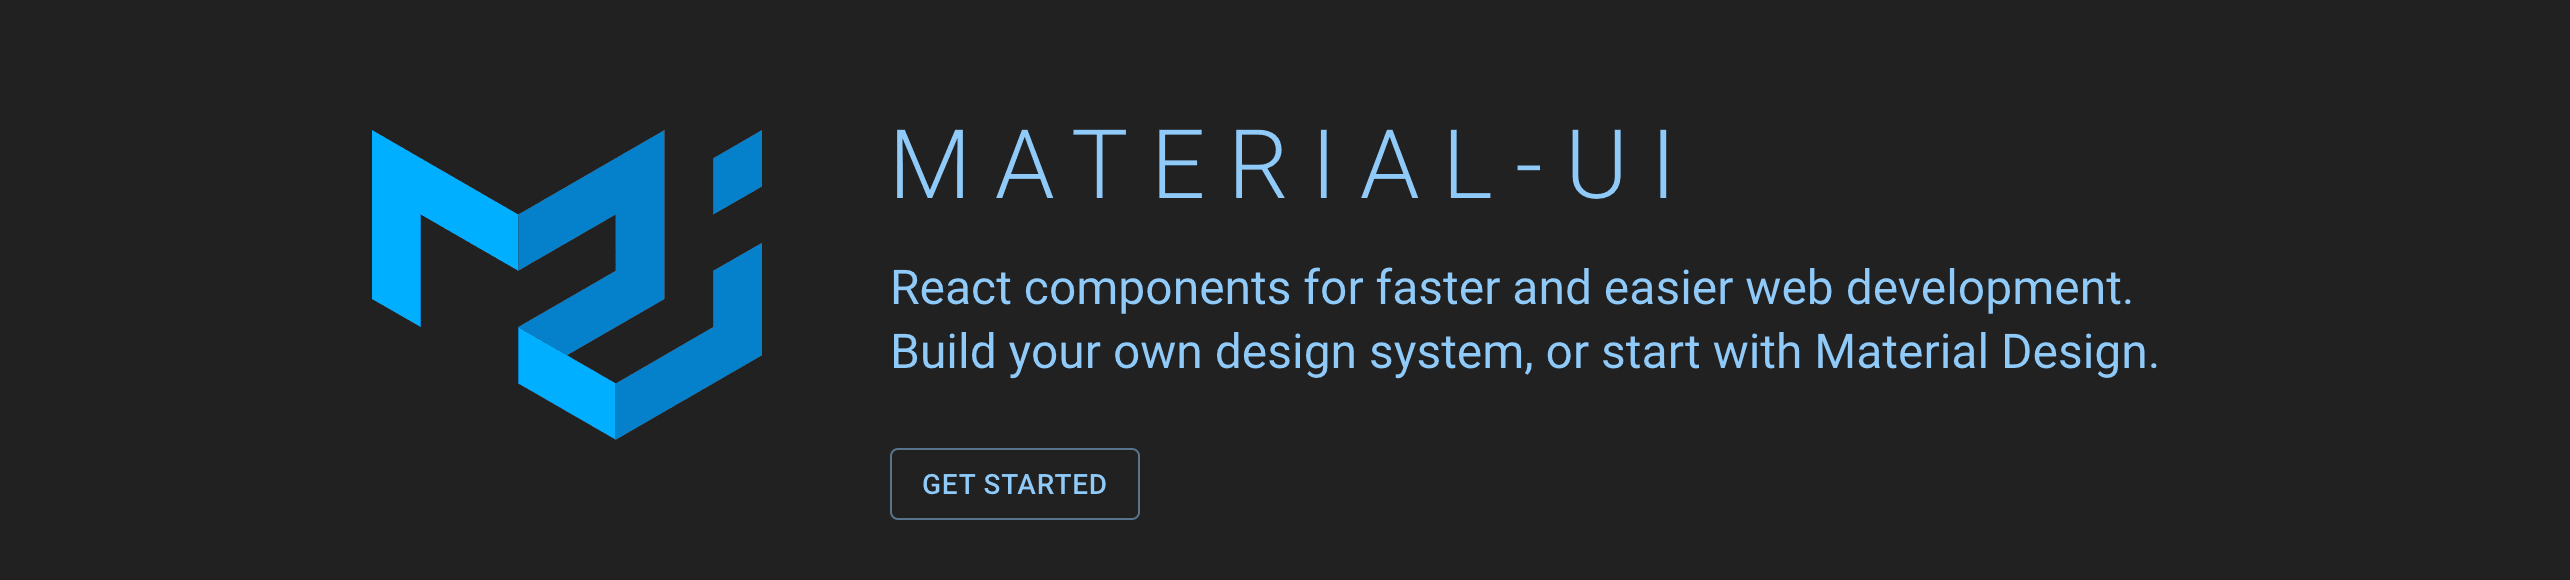 MATERIAL-UI
React components for faster and easier web development.
Build your own design system, or start with Material Design.
GET STARTED